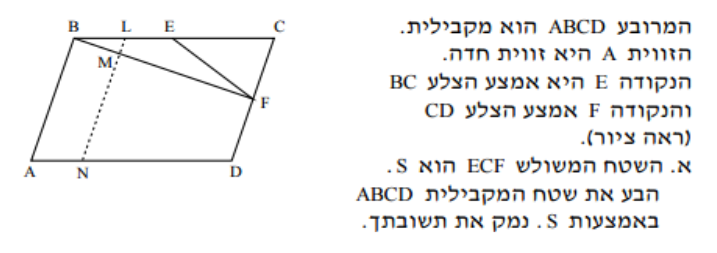 המרובע ABCD הוא מקבילית.
הזווית A היא זווית חדה.
הנקודה E היא אמצע הצלע BC
והנקודה F אמצע הצלע CD
(ראה ציור).
א. השטח המשולש ECF הוא S .
הבע את שטח המקבילית ABCD
באמצעות S . נמק את תשובתך.
B L E C
M
F
A N D